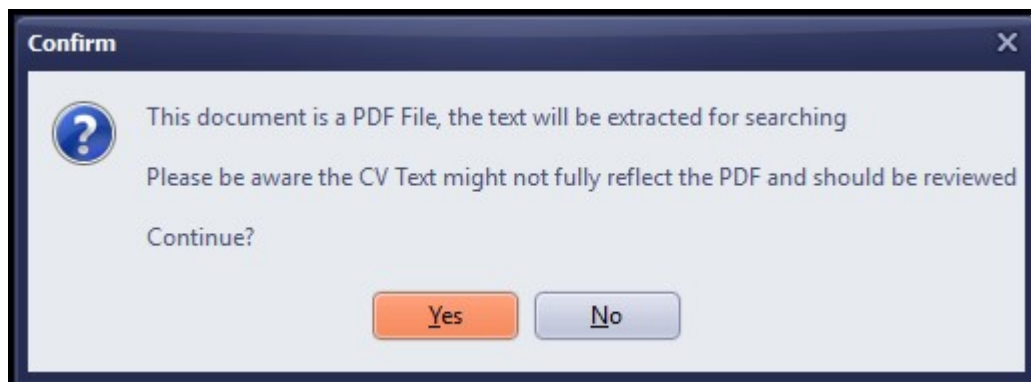 Confirm
This document is a PDF File, the text will be extracted for searching
Please be aware the CV Text might not fully reflect the PDF and should be reviewed
Continue?
Yes
No